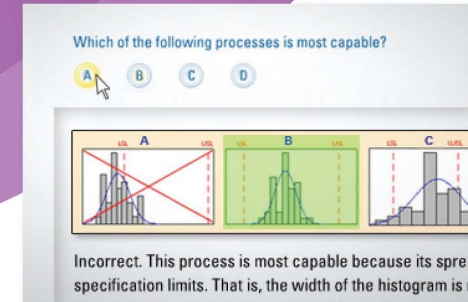 Which of the following processes is most capable?
A B C D
LSL A USL LSL B USL LSL C USL
Incorrect. This process is most capable because its spre
specification limits. That is, the width of the histogram is